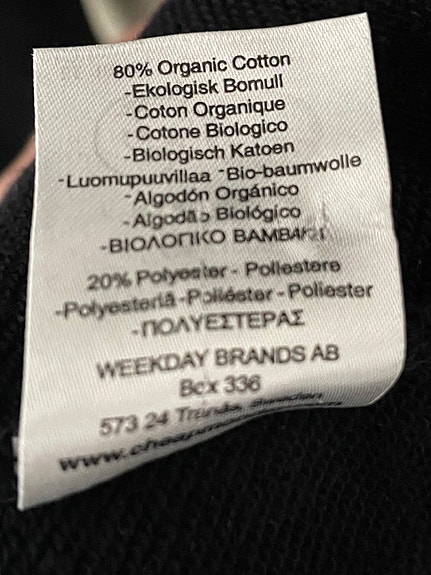 80% Organic Cotton
-Ekologisk Bomull
-Coton Organique
-Cotone Biologico
-Biologisch Katoen
-Luomupuuvillaa -Bio-baumwolle
-Algodón Orgánico
-Algodão Biológico
-ΒΙΟΛΟΓΙΚΟ ΒΑΜΒΑΚΙ
20% Polyester - Poliestere
-Polyesteriä -Poliéster -Poliester
-ΠΟΛΥΕΣΤΕΡΑΣ
WEEKDAY BRANDS AB
Box 336
573 24 Tranås, Sweden